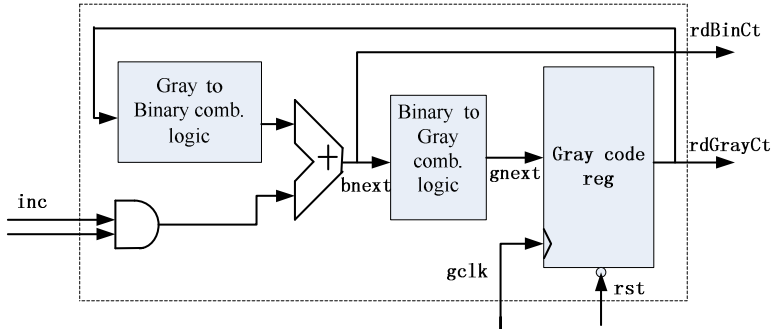 rdBinCt
Gray to
Binary comb.
logic
Binary to
Gray
comb.
logic
Gray code
reg
rdGrayCt
+
bnext
gnext
inc
gclk
rst